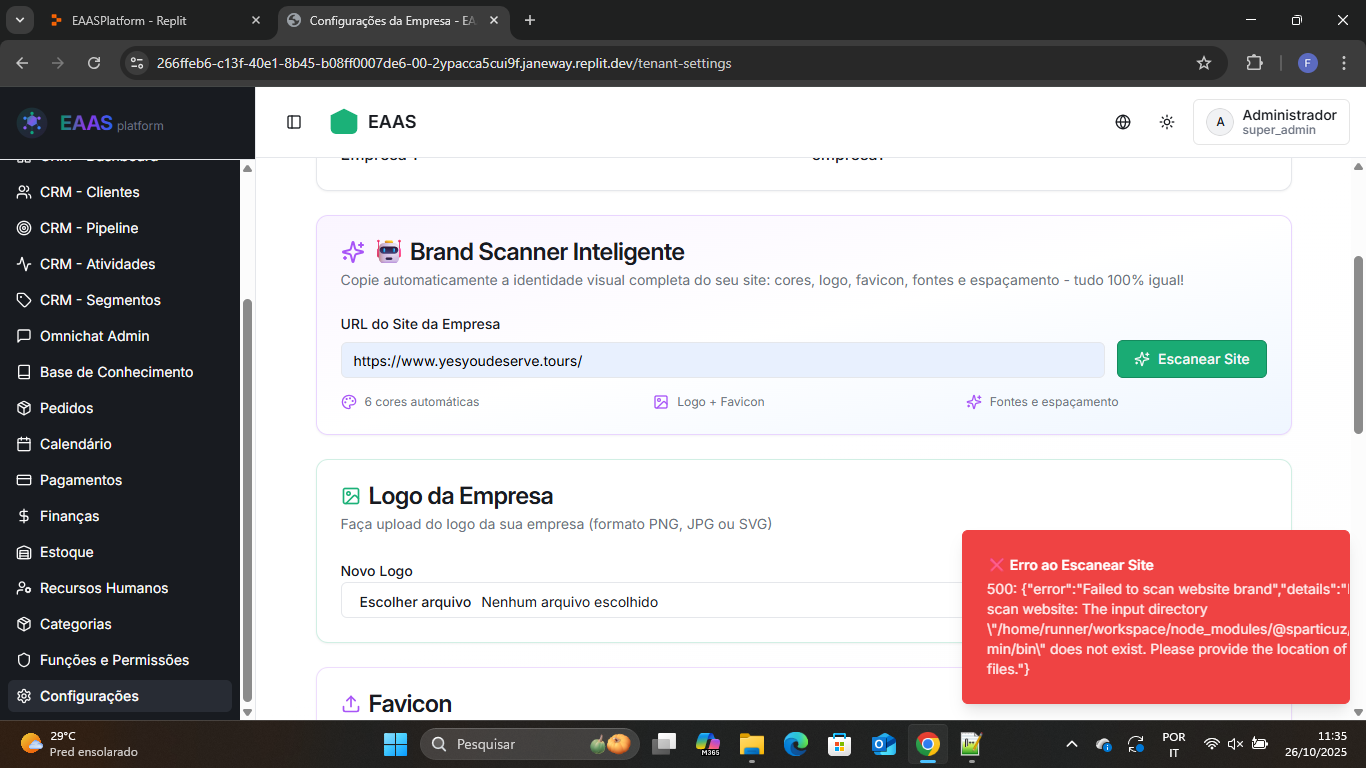 EAASPlatform - Replit
Configurações da Empresa - EA
266ffeb6-c13f-40e1-8b45-b08ff0007de6-00-2ypacca5cui9f.janeway.replit.dev/tenant-settings
F
EAAS platform
EAAS
A
Administrador
super_admin
CRM - Dashboard
CRM - Clientes
CRM - Pipeline
CRM - Atividades
CRM - Segmentos
Omnichat Admin
Base de Conhecimento
Pedidos
Calendário
Pagamentos
Finanças
Estoque
Recursos Humanos
Categorias
Funções e Permissões
Configurações
Empresa 1
empresa1
Brand Scanner Inteligente
Copie automaticamente a identidade visual completa do seu site: cores, logo, favicon, fontes e espaçamento - tudo 100% igual!
URL do Site da Empresa
https://www.yesyoudeserve.tours/
Escanear Site
6 cores automáticas
Logo + Favicon
Fontes e espaçamento
Logo da Empresa
Faça upload do logo da sua empresa (formato PNG, JPG ou SVG)
Novo Logo
Escolher arquivo Nenhum arquivo escolhido
Favicon
Erro ao Escanear Site
500: {"error":"Failed to scan website brand","details":"
scan website: The input directory
\"/home/runner/workspace/node_modules/@sparticuz/
min/bin\" does not exist. Please provide the location of
files."}
29°C
Pred ensolarado
Pesquisar
M365
POR
IT
11:35
26/10/2025